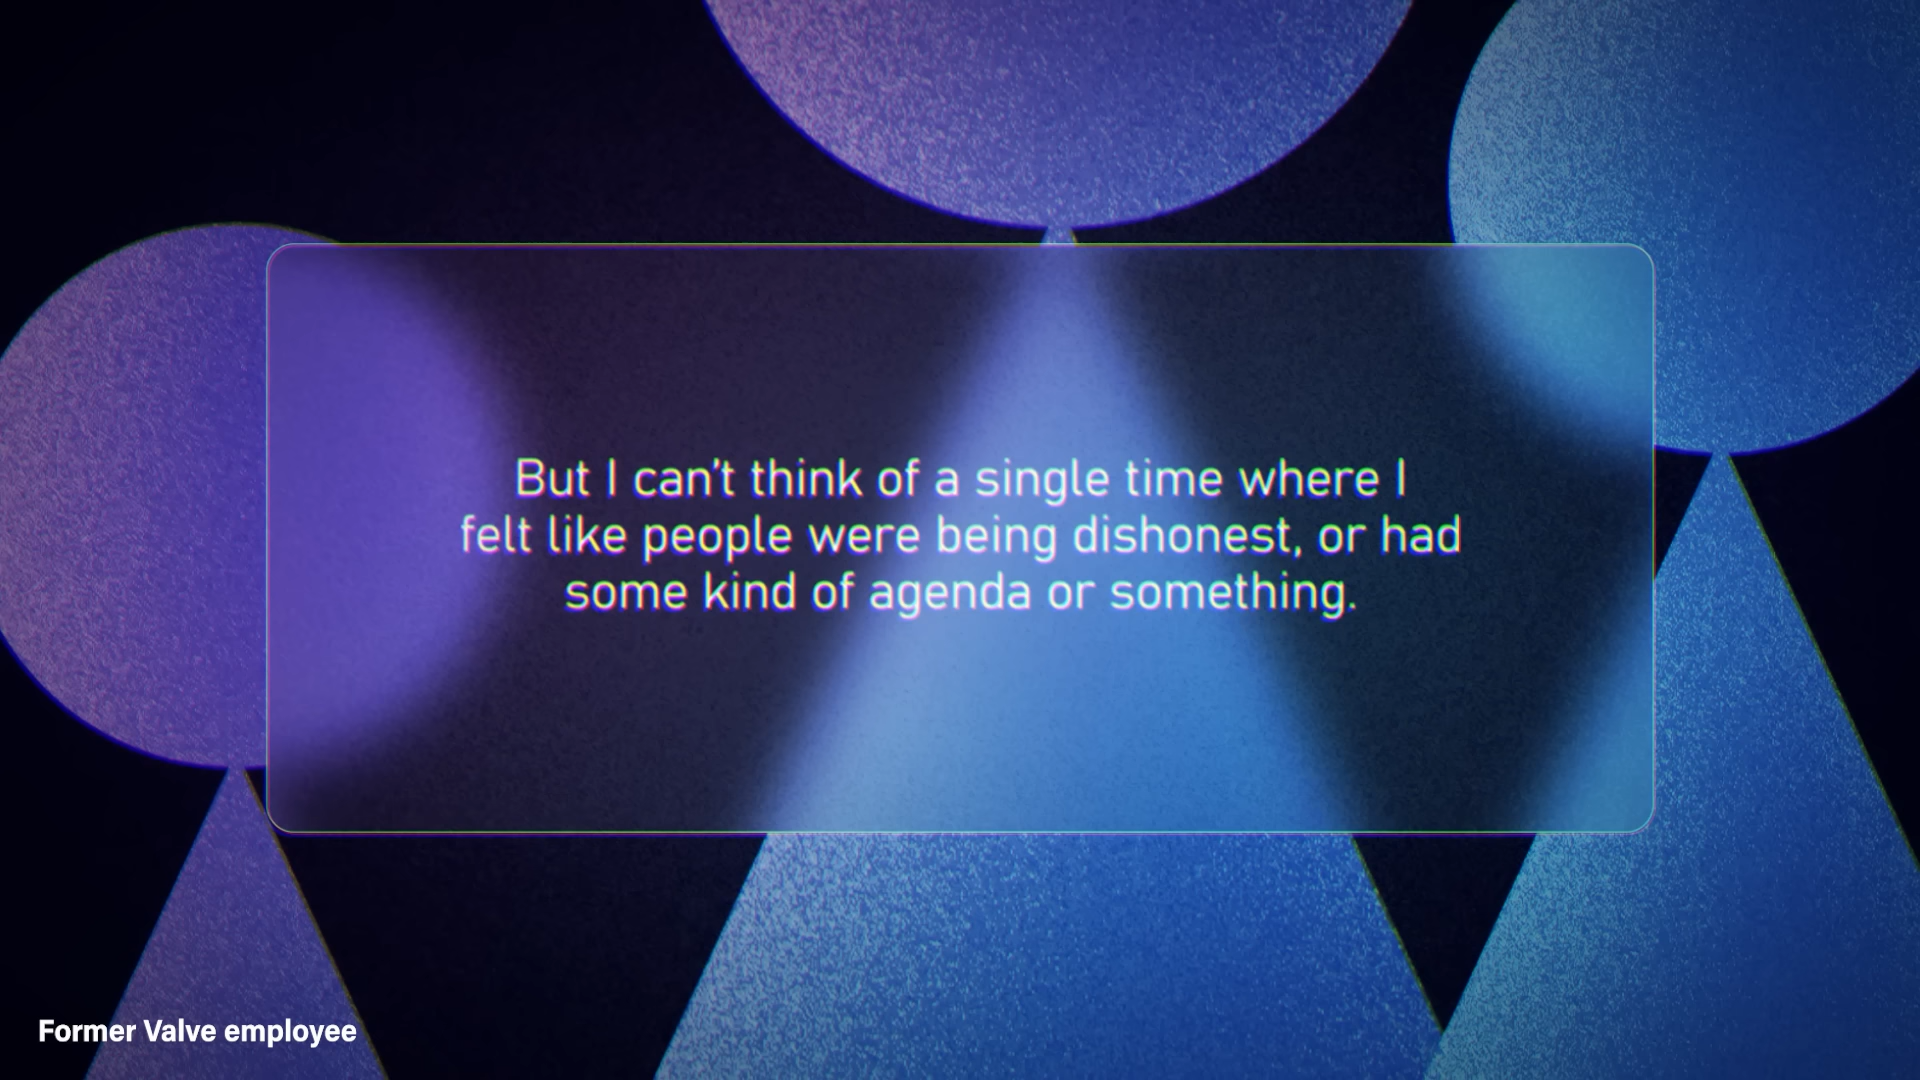 But I can't think of a single time where I
felt like people were being dishonest, or had
some kind of agenda or something.
Former Valve employee